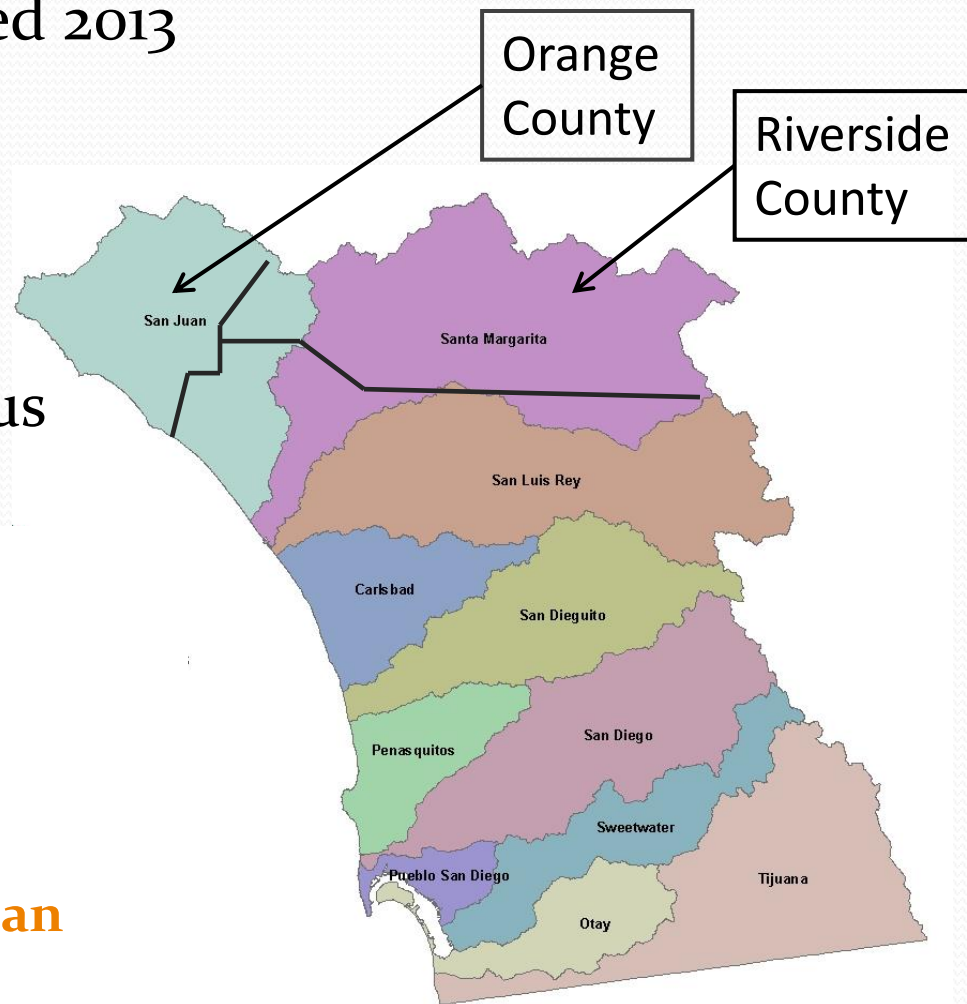 ed 2013
Orange
County
Riverside
County
San Juan
Santa Margarita
us
San Luis Rey
Carlsbad
San Dieguito
San Diego
Penasquitos
Sweetwater
Pueblo San Diego
Tijuana
an
Otay